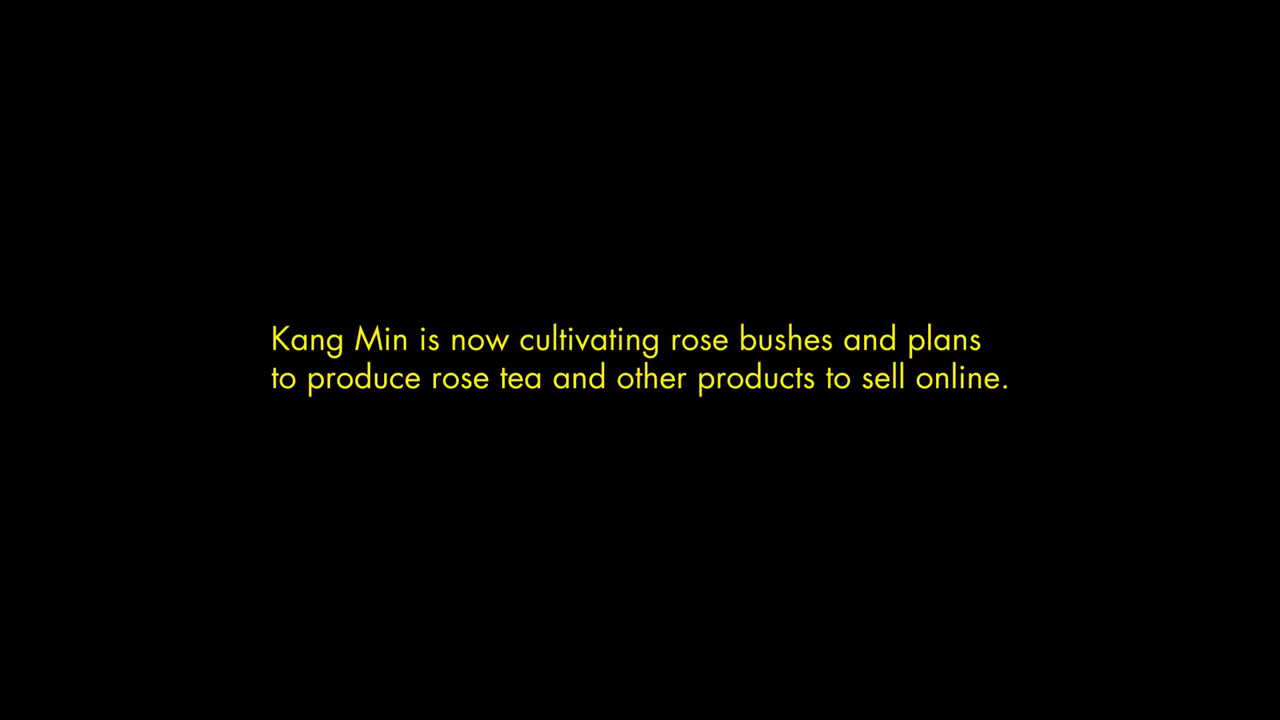 Kang Min is now cultivating rose bushes and plans
to produce rose tea and other products to sell online.